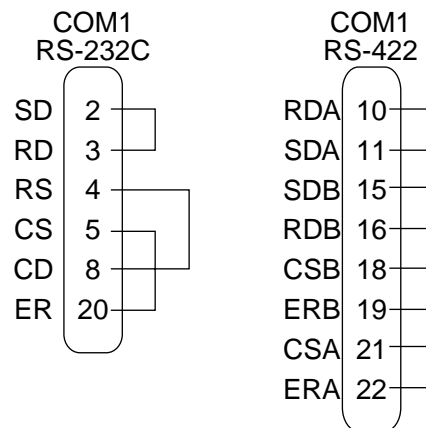 COM1
RS-232C
SD 2
RD 3
RS 4
CS 5
CD 8
ER 20
COM1
RS-422
RDA 10
SDA 11
SDB 15
RDB 16
CSB 18
ERB 19
CSA 21
ERA 22